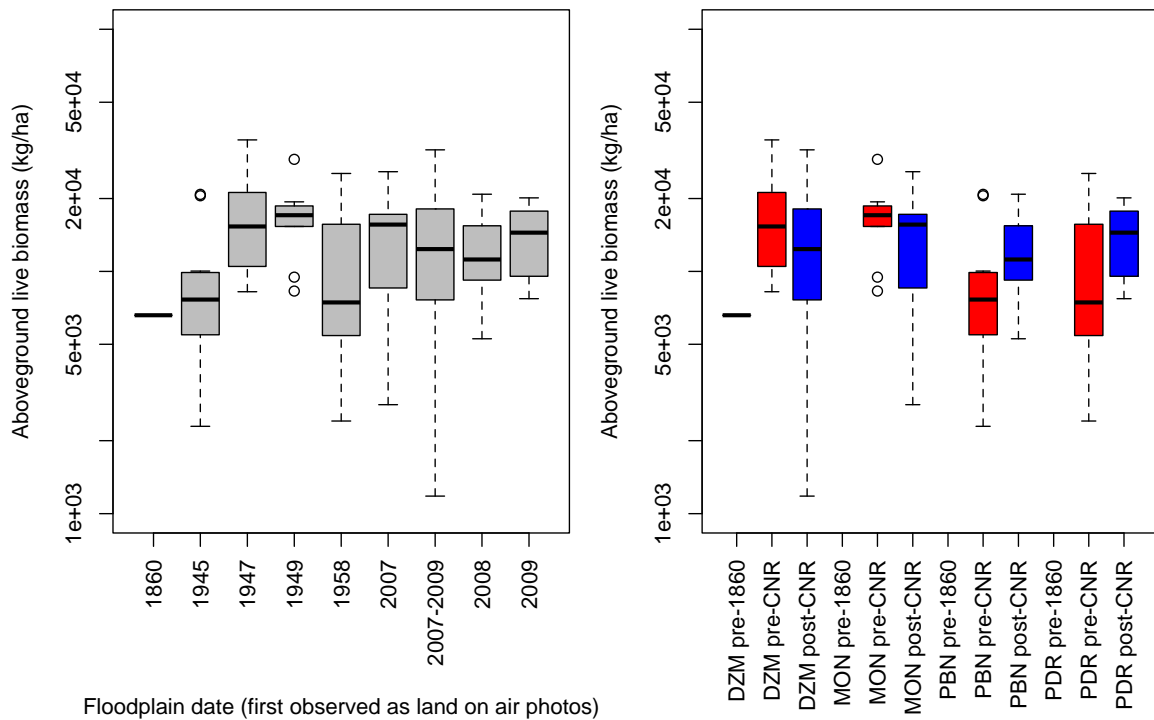 Aboveground live biomass (kg/ha)
5e+04
2e+04
5e+03
1e+03
1860
1945
1947
1949
1958
2007
2007-2009
2008
2009
Floodplain date (first observed as land on air photos)
Aboveground live biomass (kg/ha)
5e+04
2e+04
5e+03
1e+03
DZM pre-1860
DZM pre-CNR
DZM post-CNR
MON pre-1860
MON pre-CNR
MON post-CNR
PBN pre-1860
PBN pre-CNR
PBN post-CNR
PDR pre-1860
PDR pre-CNR
PDR post-CNR